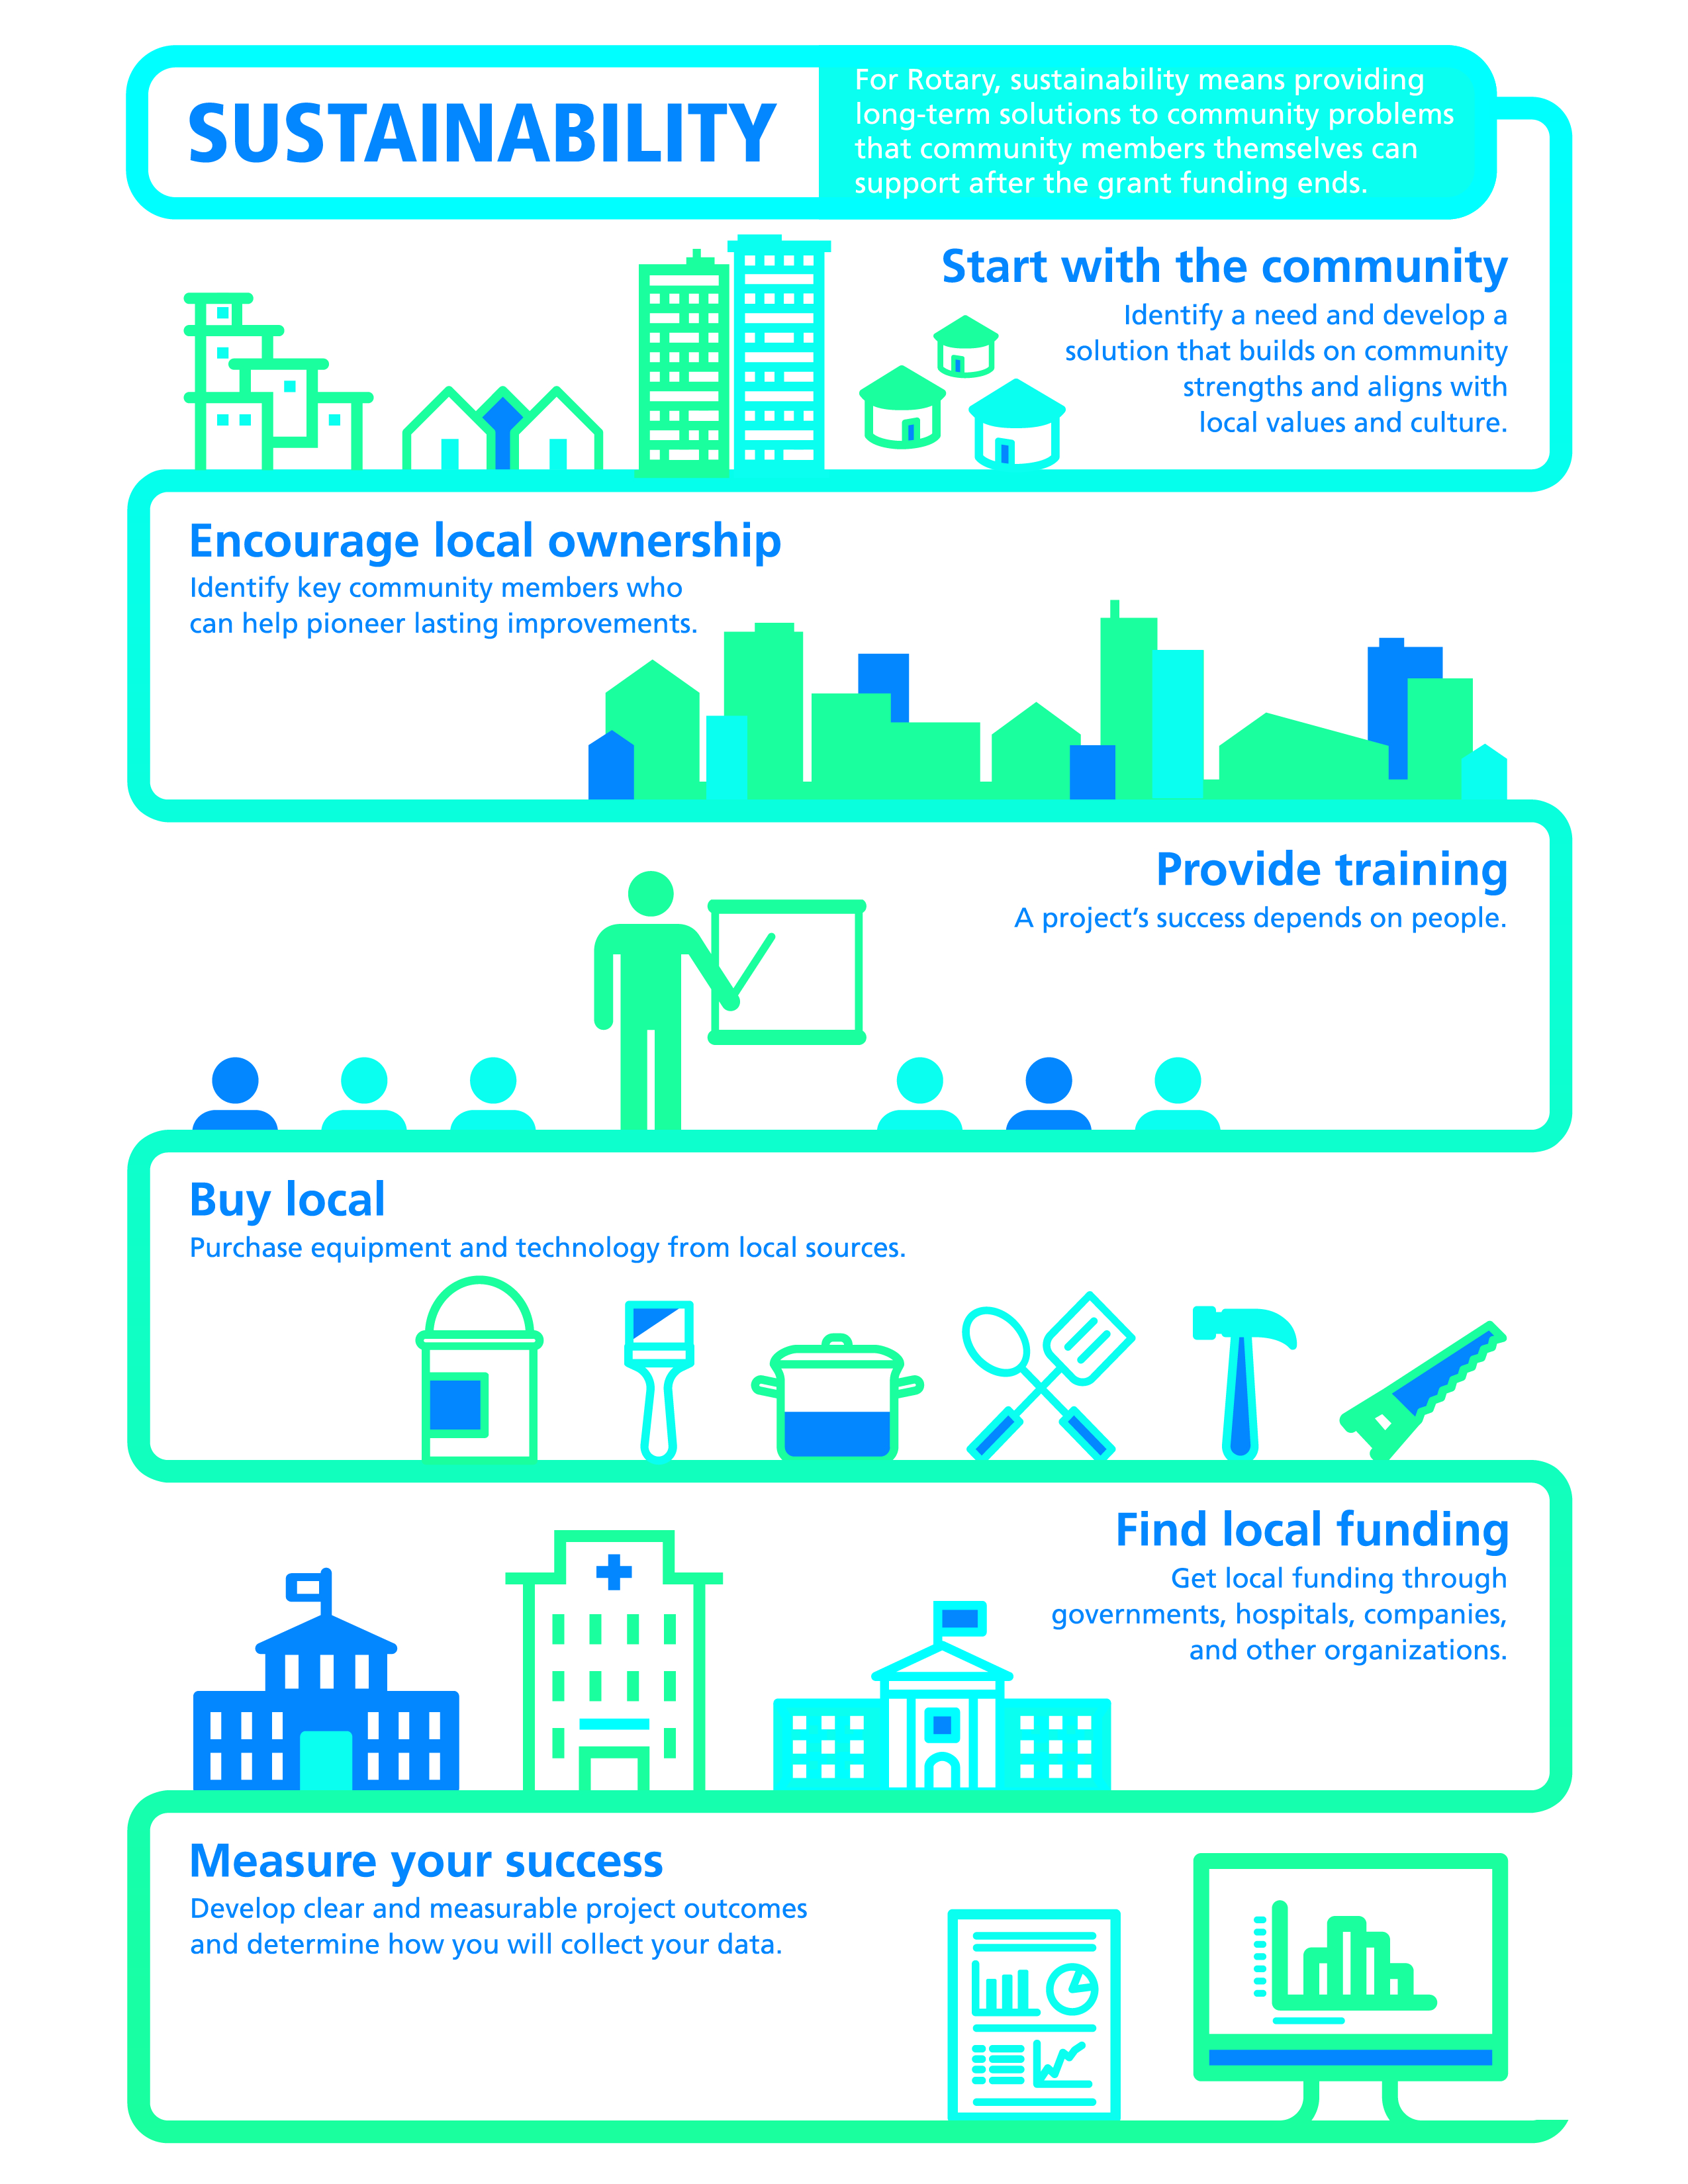 SUSTAINABILITY
For Rotary, sustainability means providing
long-term solutions to community problems
that community members themselves can
support after the grant funding ends.
Start with the community
Identify a need and develop a
solution that builds on community
strengths and aligns with
local values and culture.
Encourage local ownership
Identify key community members who
can help pioneer lasting improvements.
Provide training
A project’s success depends on people.
Buy local
Purchase equipment and technology from local sources.
Find local funding
Get local funding through
governments, hospitals, companies,
and other organizations.
Measure your success
Develop clear and measurable project outcomes
and determine how you will collect your data.